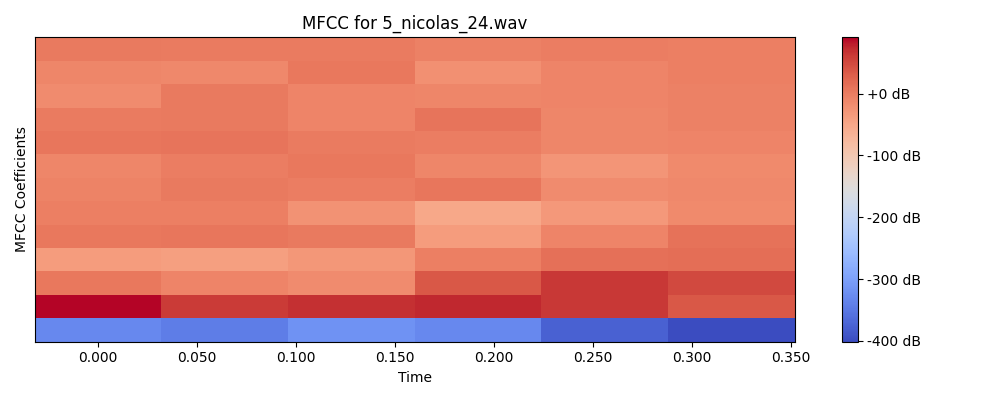 MFCC for 5_nicolas_24.wav
MFCC Coefficients
+0 dB
-100 dB
-200 dB
-300 dB
-400 dB
0.000 0.050 0.100 0.150 0.200 0.250 0.300 0.350
Time